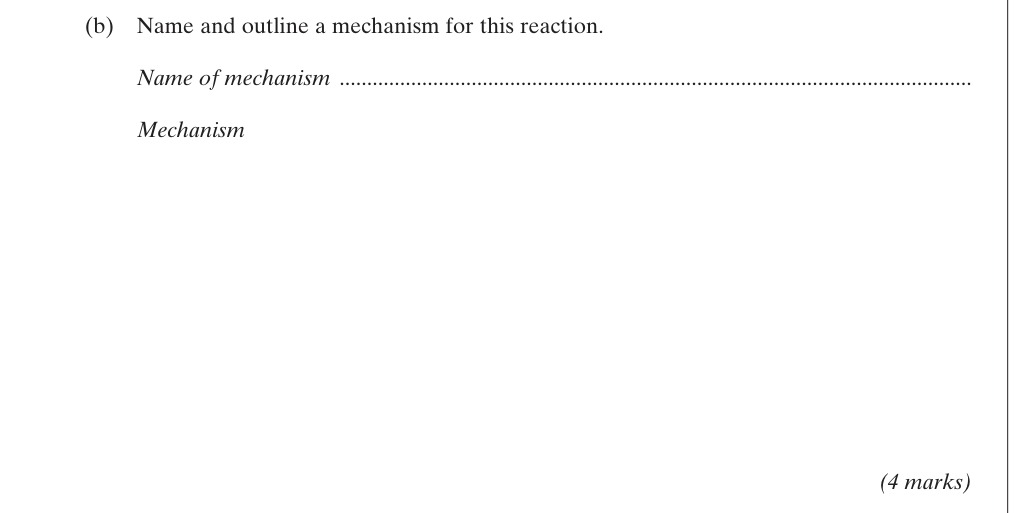 (b) Name and outline a mechanism for this reaction.
Name of mechanism ....................................................................................................................
Mechanism
(4 marks)